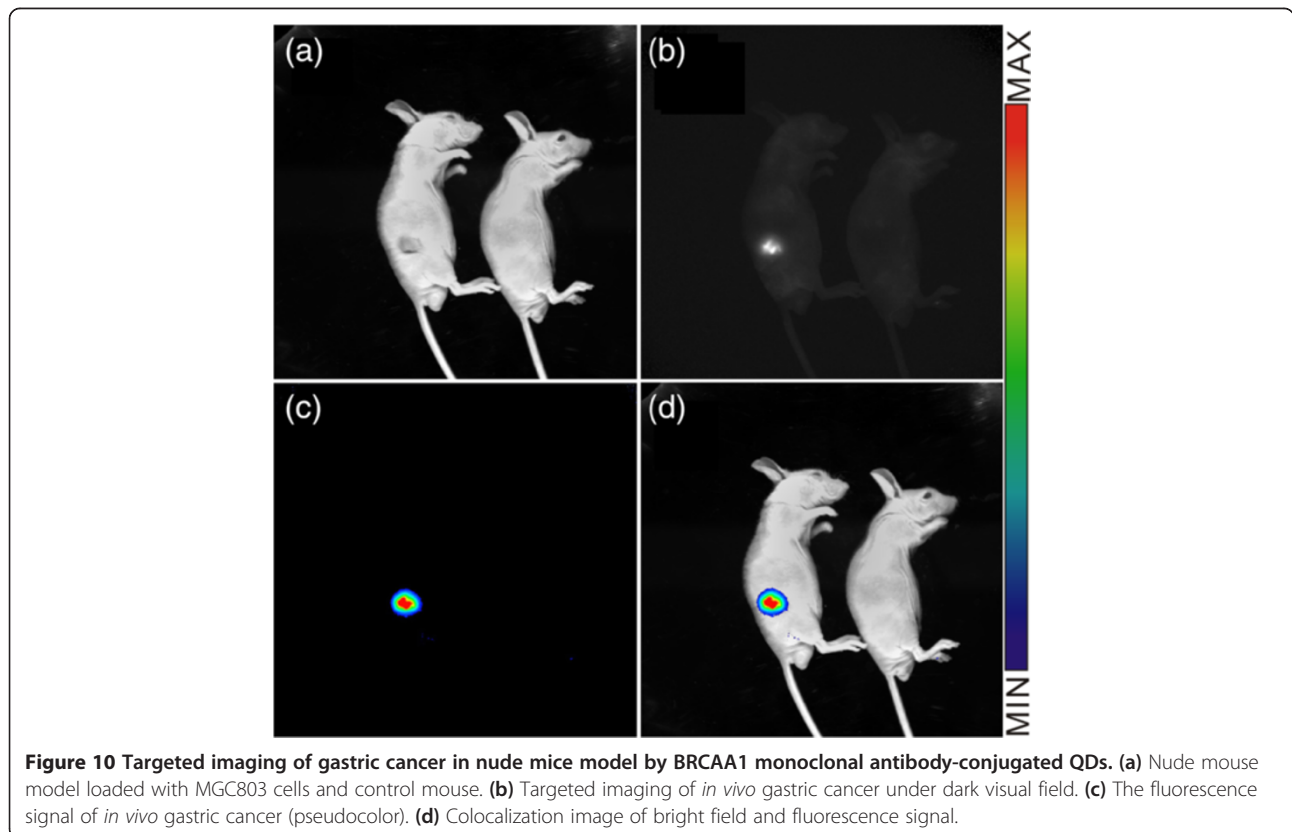 (a)
(b)
MAX
(c)
(d)
MIN
Figure 10 Targeted imaging of gastric cancer in nude mice model by BRCAA1 monoclonal antibody-conjugated QDs. (a) Nude mouse
model loaded with MGC803 cells and control mouse. (b) Targeted imaging of in vivo gastric cancer under dark visual field. (c) The fluorescence
signal of in vivo gastric cancer (pseudocolor). (d) Colocalization image of bright field and fluorescence signal.